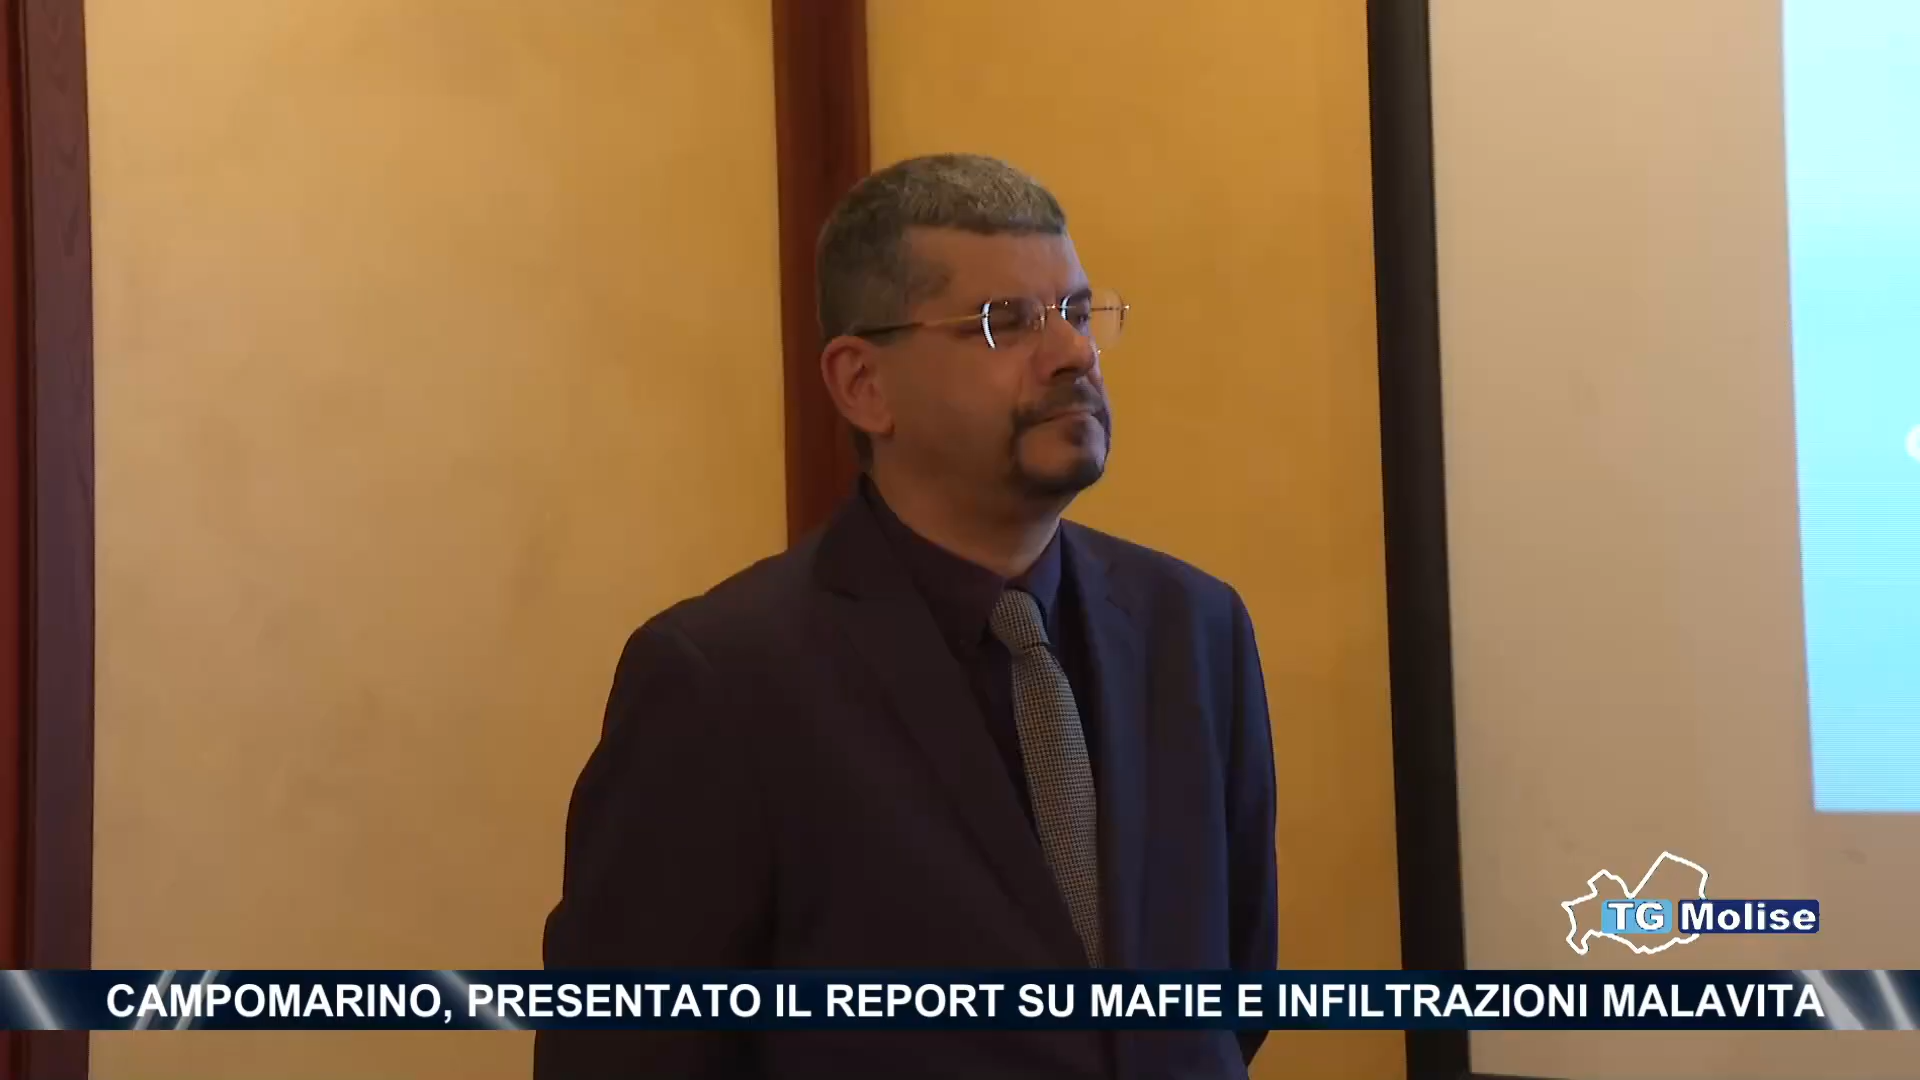 TG Molise
CAMPOMARINO, PRESENTATO IL REPORT SU MAFIE E INFILTRAZIONI MALAVITA